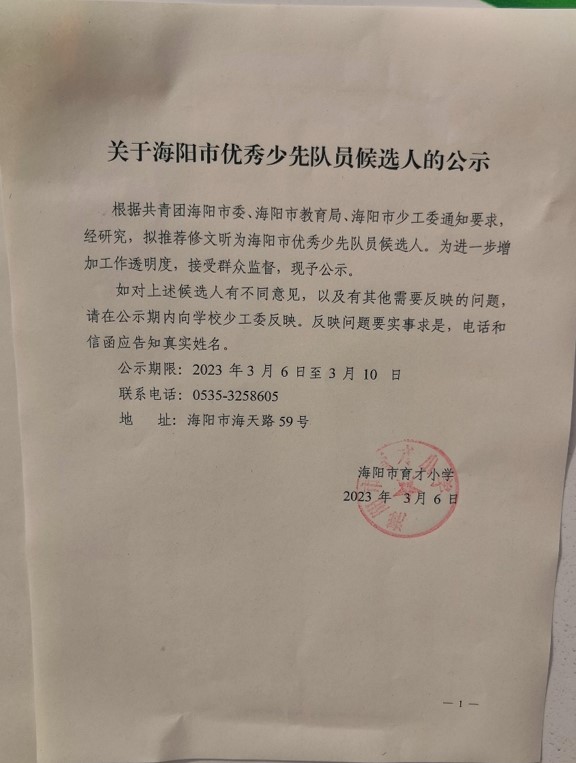 关于海阳市优秀少先队员候选人的公示
根据共青团海阳市委、海阳市教育局、海阳市少工委通知要求，
经研究，拟推荐修文昕为海阳市优秀少先队员候选人。为进一步增
加工作透明度，接受群众监督，现予公示。
如对上述候选人有不同意见，以及有其他需要反映的问题，
请在公示期内向学校少工委反映。反映问题要实事求是，电话和
信函应告知真实姓名。
公示期限：2023 年 3 月 6 日至 3 月 10 日
联系电话：0535-3258605
地 址：海阳市海天路 59 号
海阳市育才小学
2023 年 3 月 6 日
— 1 —